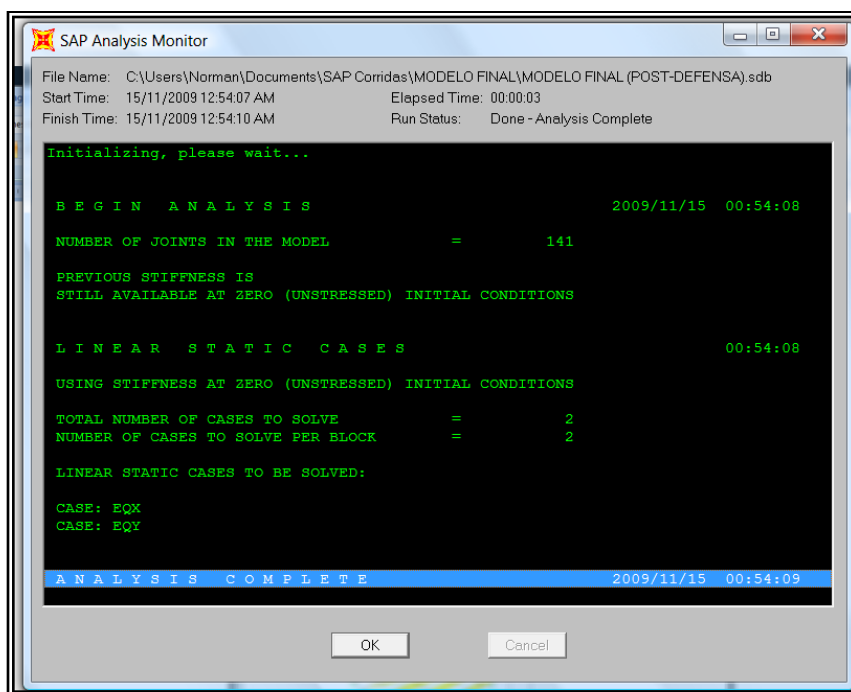 SAP Analysis Monitor
File Name: C:\Users\Norman\Documents\SAP Corridas\MODELO FINAL\MODELO FINAL (POST-DEFENSA).sdb
Start Time: 15/11/2009 12:54:07 AM Elapsed Time: 00:00:03
Finish Time: 15/11/2009 12:54:10 AM Run Status: Done - Analysis Complete
Initializing, please wait...
B E G I N A N A L Y S I S 2009/11/15 00:54:08
NUMBER OF JOINTS IN THE MODEL = 141
PREVIOUS STIFFNESS IS
STILL AVAILABLE AT ZERO (UNSTRESSED) INITIAL CONDITIONS
L I N E A R S T A T I C C A S E S 00:54:08
USING STIFFNESS AT ZERO (UNSTRESSED) INITIAL CONDITIONS
TOTAL NUMBER OF CASES TO SOLVE = 2
NUMBER OF CASES TO SOLVE PER BLOCK = 2
LINEAR STATIC CASES TO BE SOLVED:
CASE: EQX
CASE: EQY
A N A L Y S I S C O M P L E T E 2009/11/15 00:54:09
OK Cancel